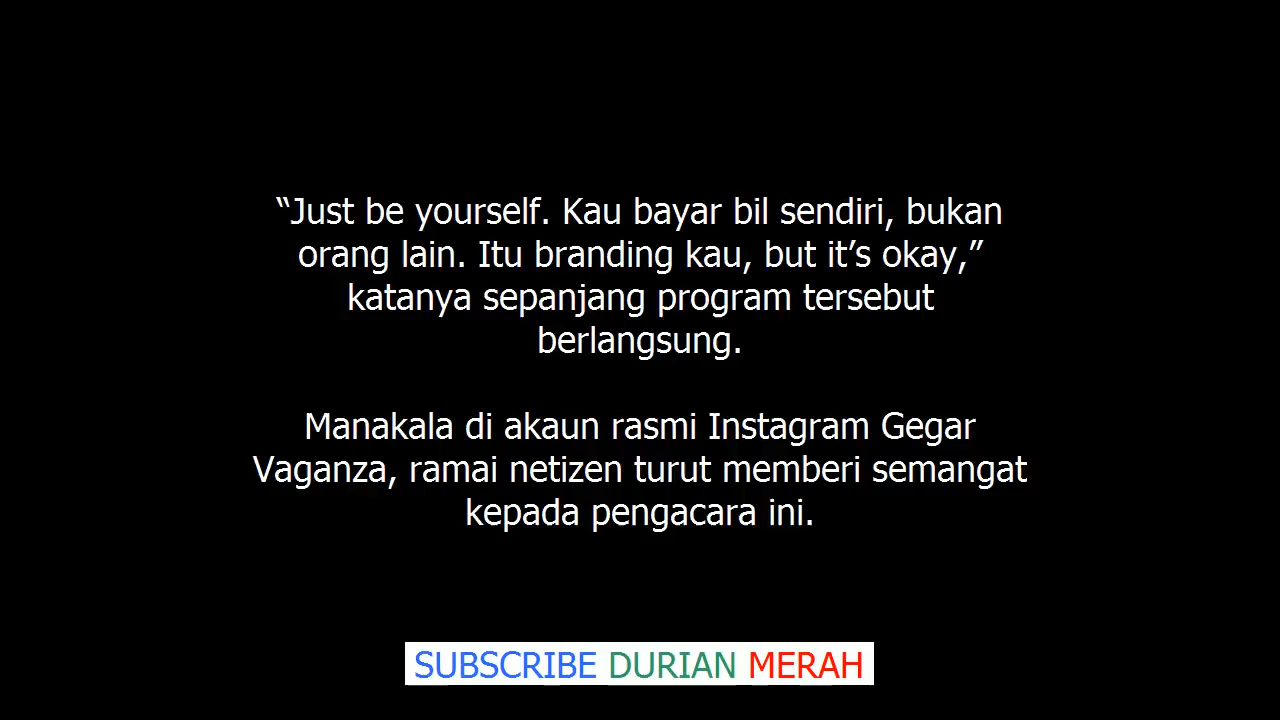 “Just be yourself. Kau bayar bil sendiri, bukan
orang lain. Itu branding kau, but it’s okay,”
katanya sepanjang program tersebut
berlangsung.
Manakala di akaun rasmi Instagram Gegar
Vaganza, ramai netizen turut memberi semangat
kepada pengacara ini.
SUBSCRIBE DURIAN MERAH